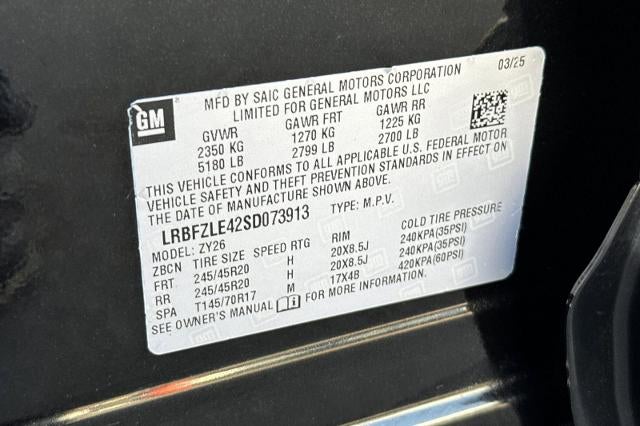 03/25
GM
MFD BY SAIC GENERAL MOTORS CORPORATION
LIMITED FOR GENERAL MOTORS LLC
GVWR GAWR FRT GAWR RR
2350 KG 1270 KG 1225 KG
5180 LB 2799 LB 2700 LB
THIS VEHICLE CONFORMS TO ALL APPLICABLE U.S. FEDERAL MOTOR
VEHICLE SAFETY AND THEFT PREVENTION STANDARDS IN EFFECT ON
THE DATE OF MANUFACTURE SHOWN ABOVE.
LRBFZLE42SD073913 TYPE: M.P.V.
MODEL: ZY26
ZBCN TIRE SIZE SPEED RTG RIM COLD TIRE PRESSURE
FRT 245/45R20 H 20X8.5J 240KPA(35PSI)
RR 245/45R20 H 20X8.5J 240KPA(35PSI)
SPA T145/70R17 M 17X4B 420KPA(60PSI)
SEE OWNER'S MANUAL FOR MORE INFORMATION.